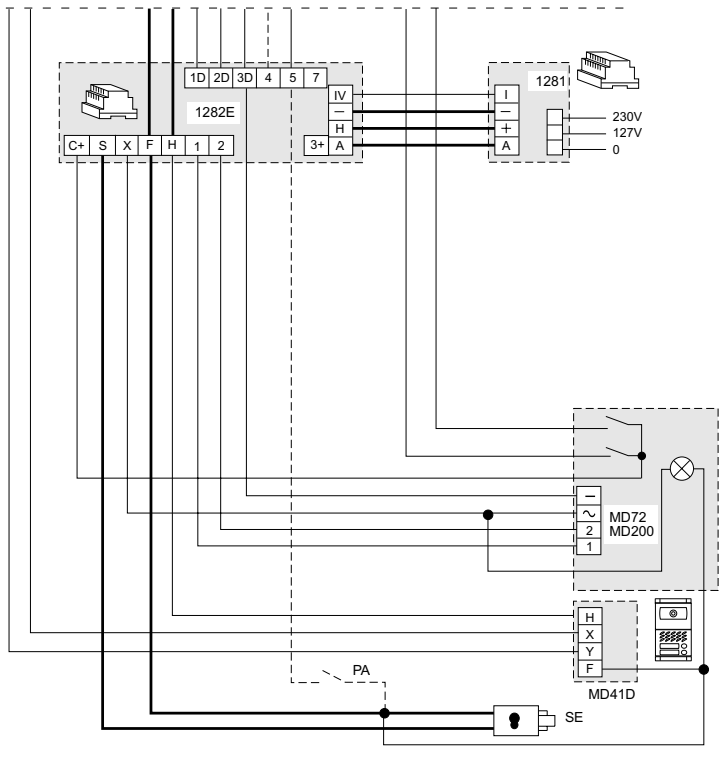 1D 2D 3D 4 5 7
1282E
IV
–
H
3+ A
C+ S X F H 1 2
1281
I
–
+
A
230V
127V
0
–
~
2
1
MD72
MD200
H
X
Y
F
MD41D
PA
SE